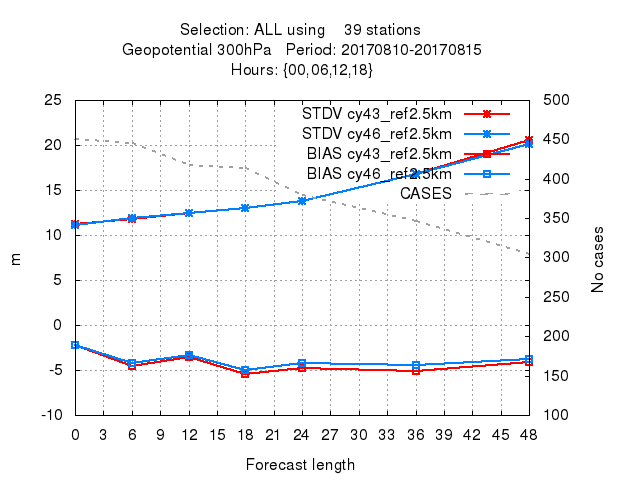 Selection: ALL using 39 stations
Geopotential 300hPa Period: 20170810-20170815
Hours: {00,06,12,18}
STDV cy43_ref2.5km
STDV cy46_ref2.5km
BIAS cy43_ref2.5km
BIAS cy46_ref2.5km
CASES
25
20
15
10
5
0
-5
-10
m
500
450
400
350
300
250
200
150
100
No cases
0 3 6 9 12 15 18 21 24 27 30 33 36 39 42 45 48
Forecast length